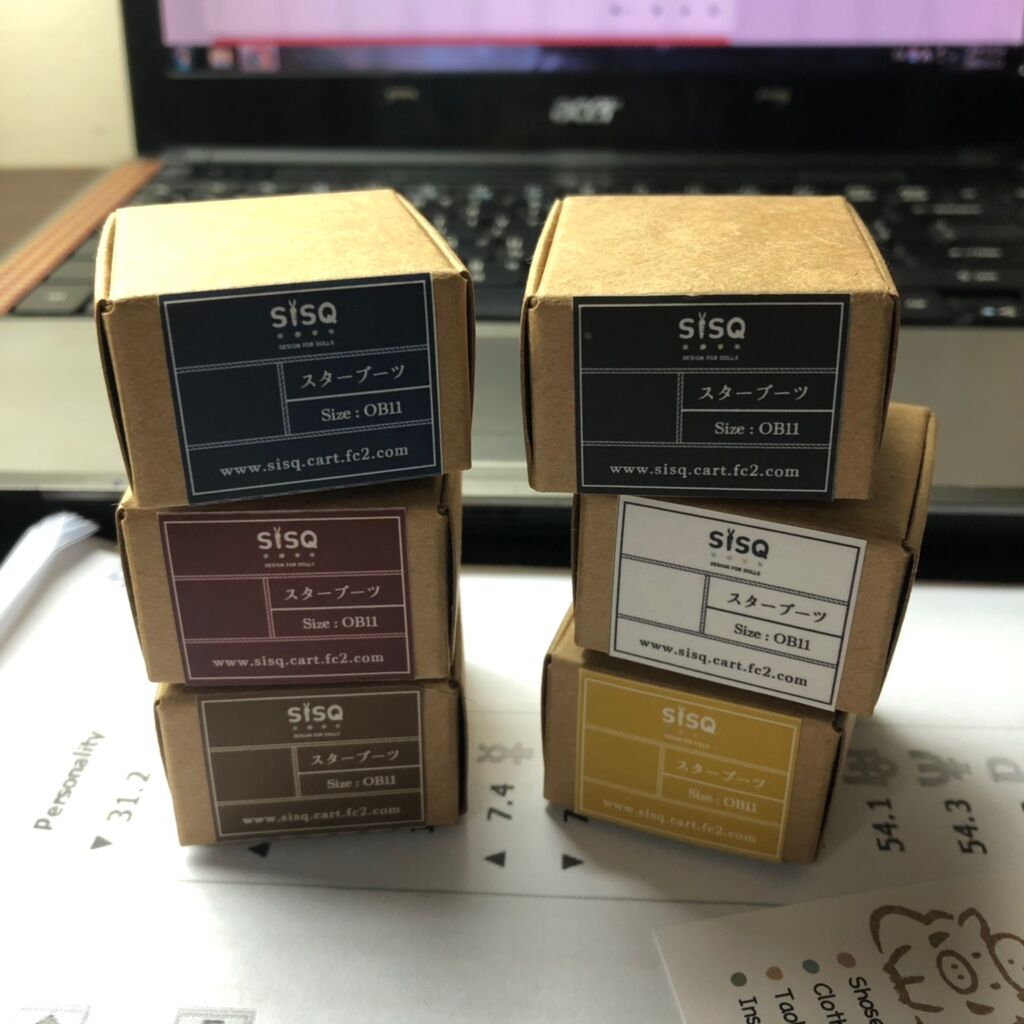 acer
SISQ
DESIGN FOR DOLLS
スターブーツ
Size : OB11
www.sisq.cart.fc2.com
SISQ
DESIGN FOR DOLLS
スターブーツ
Size : OB11
www.sisq.cart.fc2.com
SISQ
DESIGN FOR DOLLS
スターブーツ
Size : OB11
www.sisq.cart.fc2.com
SISQ
DESIGN FOR DOLLS
スターブーツ
Size : OB11
www.sisq.cart.fc2.com
SISQ
DESIGN FOR DOLLS
スターブーツ
Size : OB11
www.sisq.cart.fc2.com
SISQ
DESIGN FOR DOLLS
スターブーツ
Size : OB11
www.sisq.cart.fc2.com
Personality
▼ 31.2
7.4
54.1
54.3
Shose